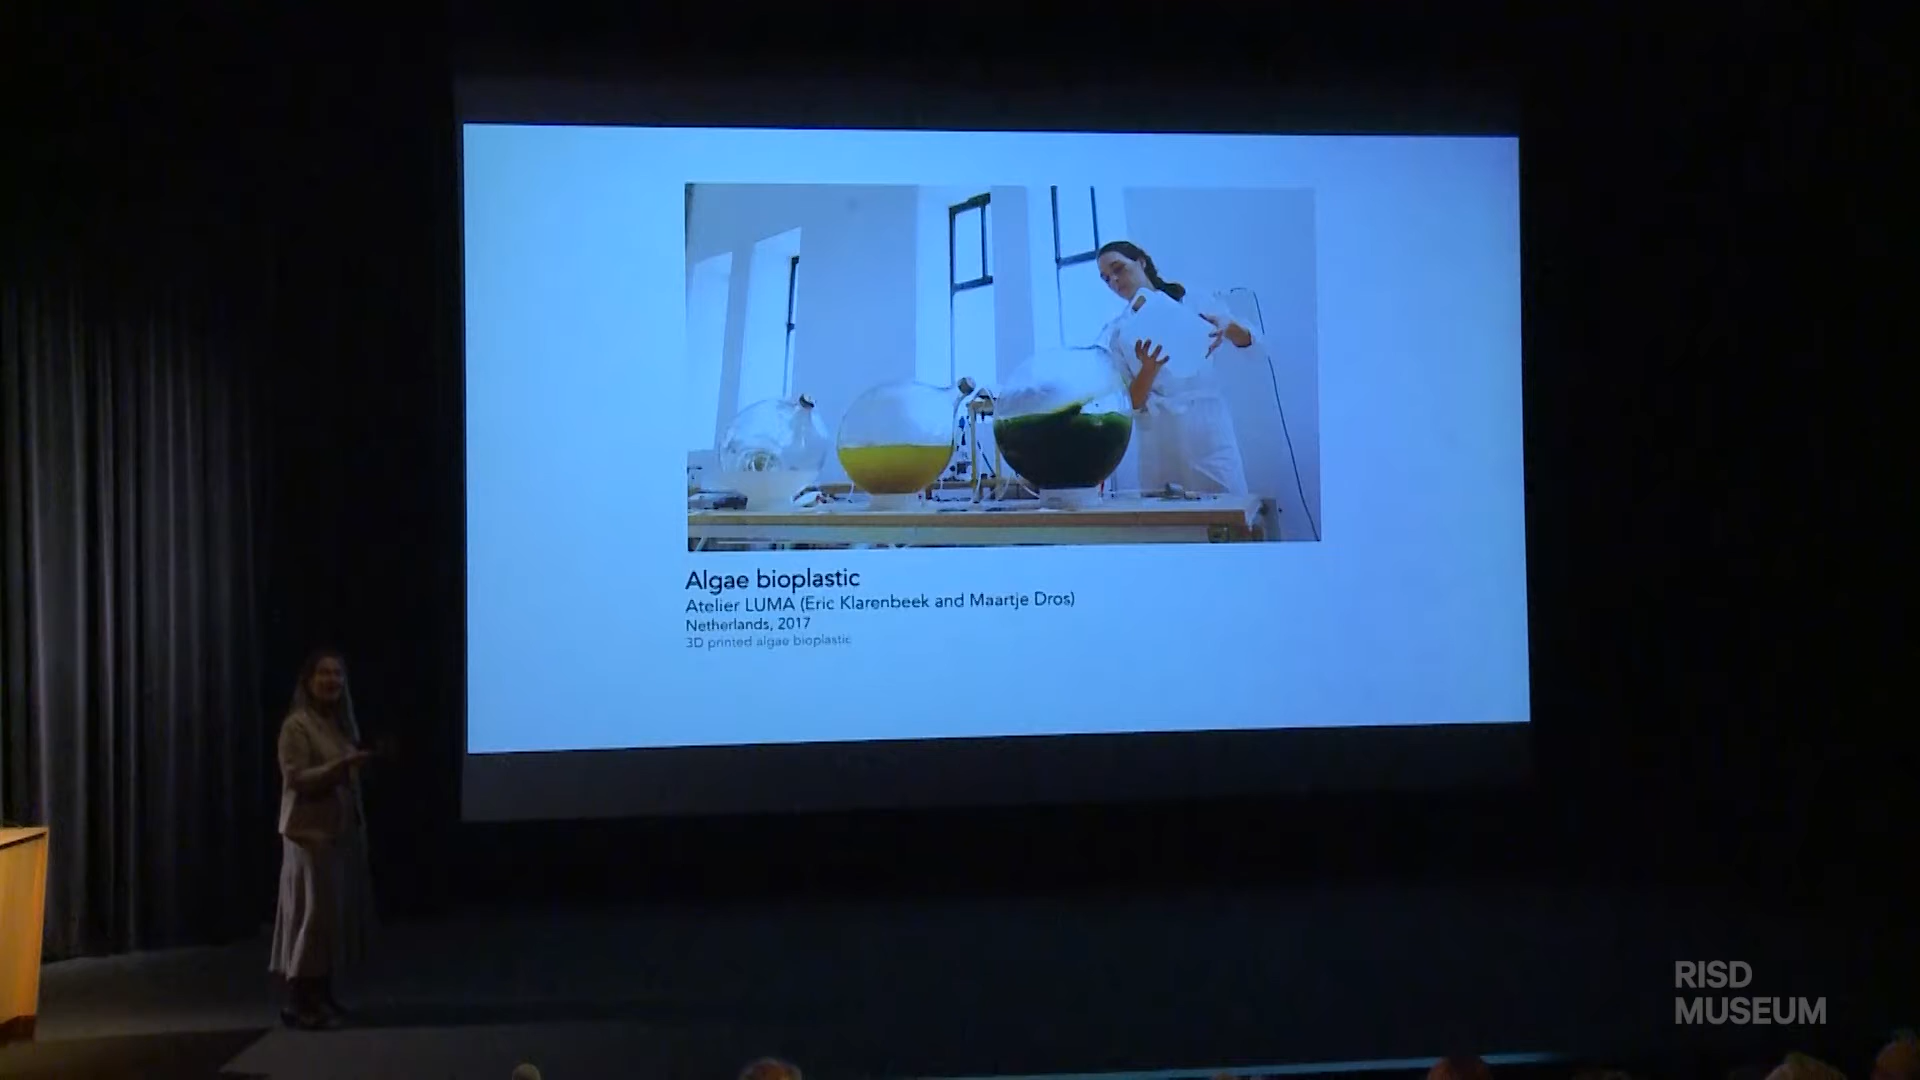 Algae bioplastic
Atelier LUMA (Eric Klarenbeek and Maartje Dros)
Netherlands, 2017
3D printed algae bioplastic
RISD
MUSEUM